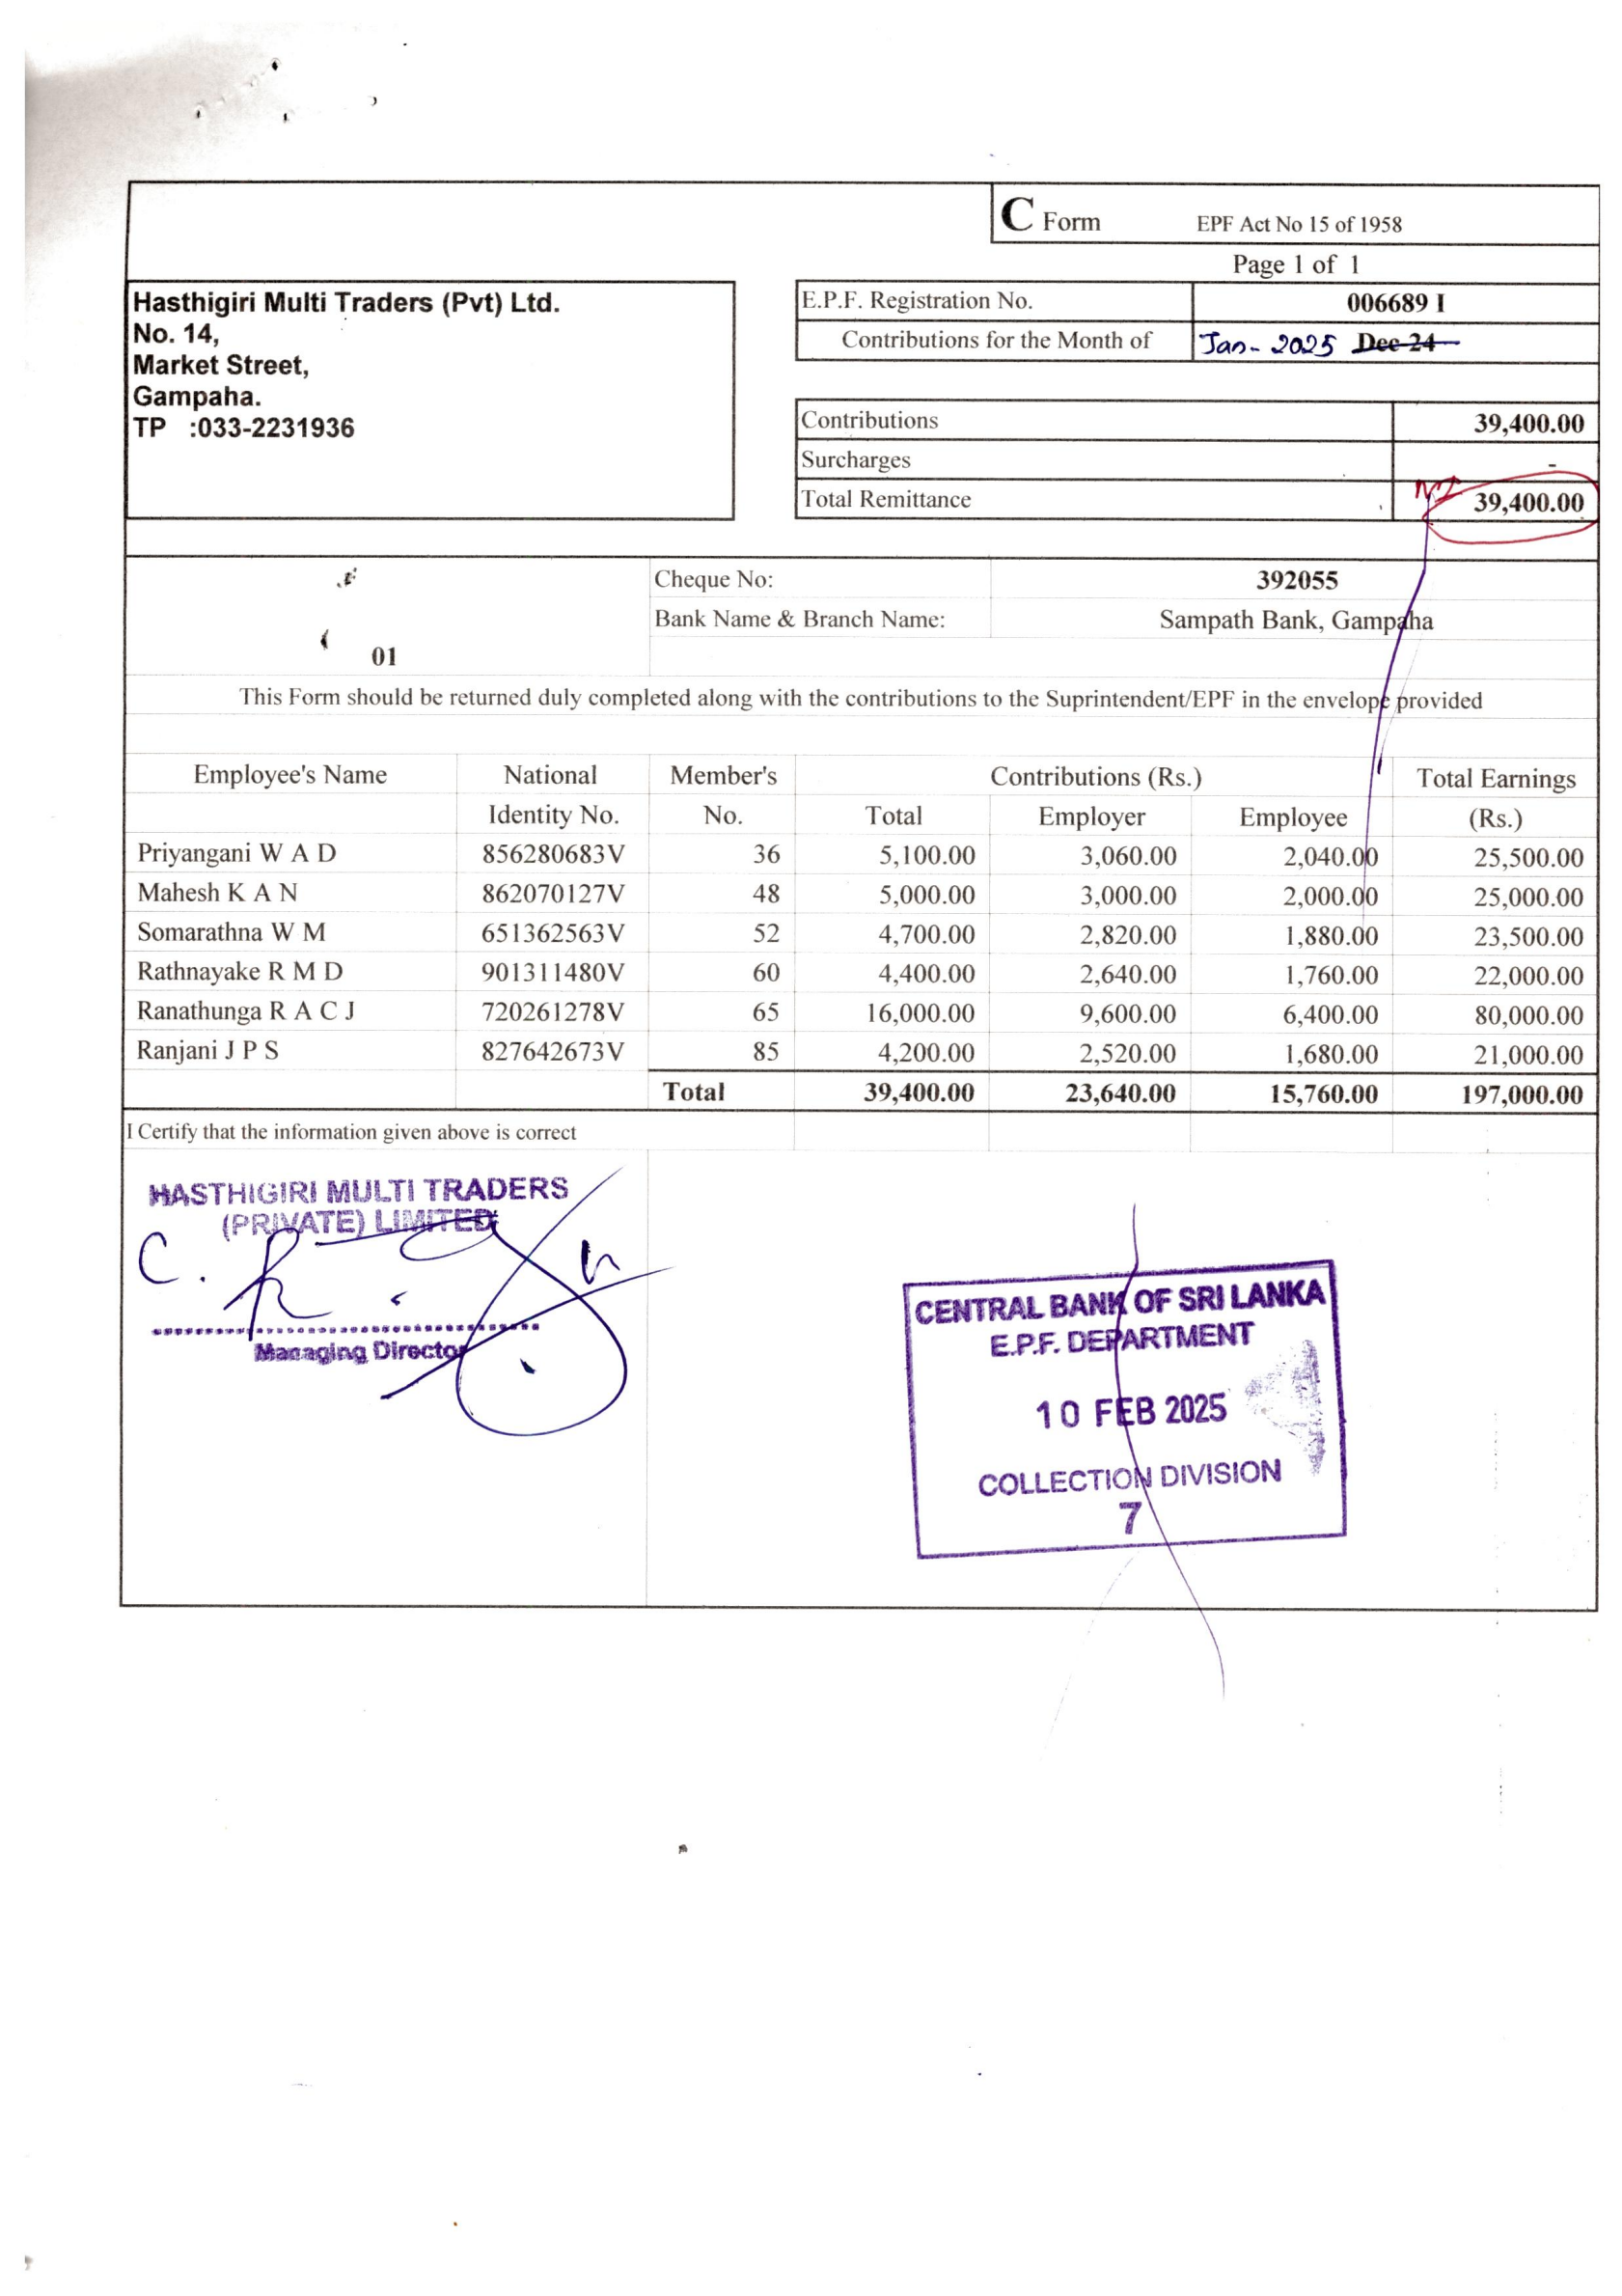 C Form EPF Act No 15 of 1958
Page 1 of 1
Hasthigiri Multi Traders (Pvt) Ltd.
No. 14,
Market Street,
Gampaha.
TP :033-2231936
E.P.F. Registration No. 006689 I
Contributions for the Month of Jan- 2025 Dec-24
Contributions 39,400.00
Surcharges -
Total Remittance 39,400.00
Cheque No: 392055
Bank Name & Branch Name: Sampath Bank, Gampaha
01
This Form should be returned duly completed along with the contributions to the Suprintendent/EPF in the envelope provided
Employee's Name National Member's Contributions (Rs.) Total Earnings
Identity No. No. Total Employer Employee (Rs.)
Priyangani W A D 856280683V 36 5,100.00 3,060.00 2,040.00 25,500.00
Mahesh K A N 862070127V 48 5,000.00 3,000.00 2,000.00 25,000.00
Somarathna W M 651362563V 52 4,700.00 2,820.00 1,880.00 23,500.00
Rathnayake R M D 901311480V 60 4,400.00 2,640.00 1,760.00 22,000.00
Ranathunga R A C J 720261278V 65 16,000.00 9,600.00 6,400.00 80,000.00
Ranjani J P S 827642673V 85 4,200.00 2,520.00 1,680.00 21,000.00
Total 39,400.00 23,640.00 15,760.00 197,000.00
I Certify that the information given above is correct
HASTHIGIRI MULTI TRADERS
(PRIVATE) LIMITED
Managing Director
CENTRAL BANK OF SRI LANKA
E.P.F. DEPARTMENT
10 FEB 2025
COLLECTION DIVISION
7